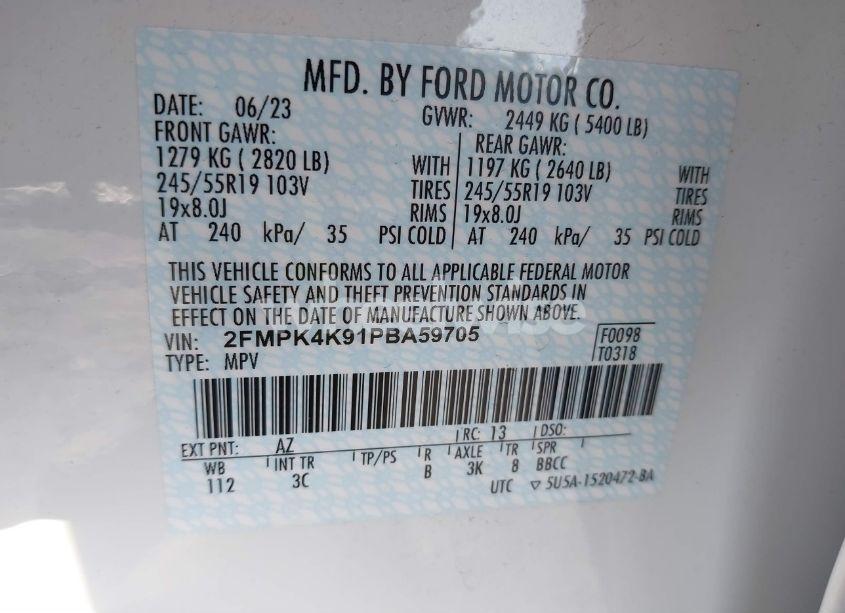 MFD. BY FORD MOTOR CO.
DATE: 06/23 GVWR: 2449 KG ( 5400 LB)
FRONT GAWR: REAR GAWR:
1279 KG ( 2820 LB) WITH 1197 KG ( 2640 LB) WITH
245/55R19 103V TIRES 245/55R19 103V TIRES
19x8.0J RIMS 19x8.0J RIMS
AT 240 kPa/ 35 PSI COLD AT 240 kPa/ 35 PSI COLD
THIS VEHICLE CONFORMS TO ALL APPLICABLE FEDERAL MOTOR
VEHICLE SAFETY AND THEFT PREVENTION STANDARDS IN
EFFECT ON THE DATE OF MANUFACTURE SHOWN ABOVE.
VIN: 2FMPK4K91PBA59705 F0098
TYPE: MPV T0318
EXT PNT: AZ RC: 13 DSO:
WB INT TR TP/PS R AXLE TR SPR
112 3C B 3K 8 BBCC
UTC ▽ 5U5A-1520472-BA